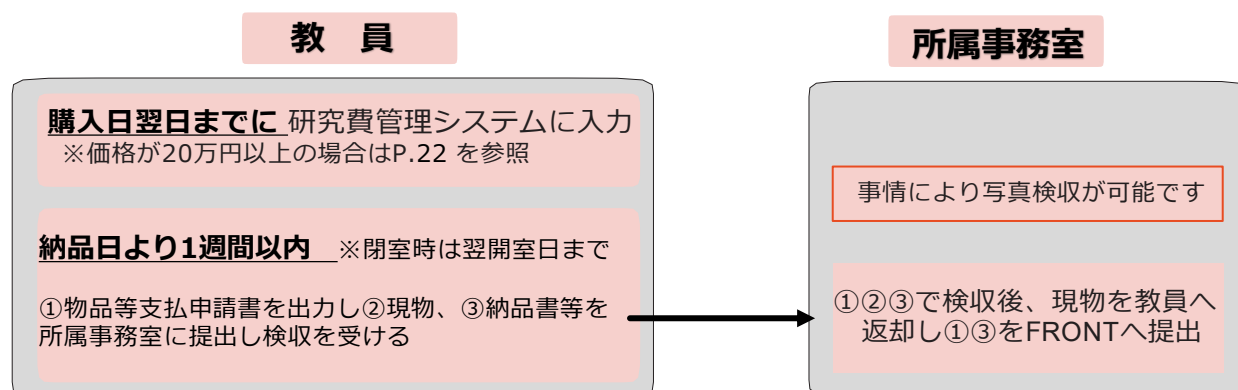 教 員
購入日翌日までに 研究費管理システムに入力
※価格が20万円以上の場合はP.22 を参照
納品日より1週間以内 ※閉室時は翌開室日まで
①物品等支払申請書を出力し②現物、③納品書等を
所属事務室に提出し検収を受ける
所属事務室
事情により写真検収が可能です
①②③で検収後、現物を教員へ
返却し①③をFRONTへ提出